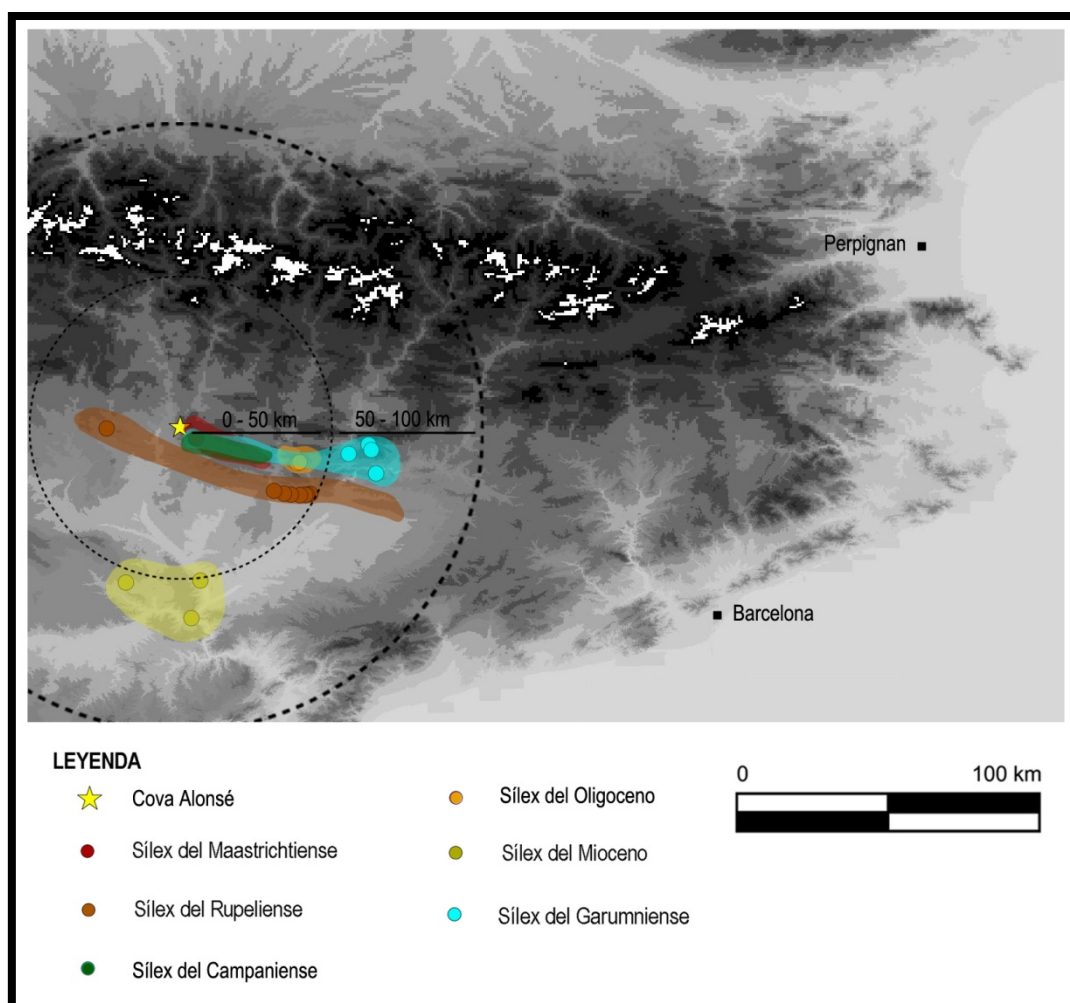 Perpignan
0 - 50 km
50 - 100 km
Barcelona
LEYENDA
Cova Alonsé
Sílex del Maastrichtiense
Sílex del Rupeliense
Sílex del Campaniense
Sílex del Oligoceno
Sílex del Mioceno
Sílex del Garumniense
0
100 km